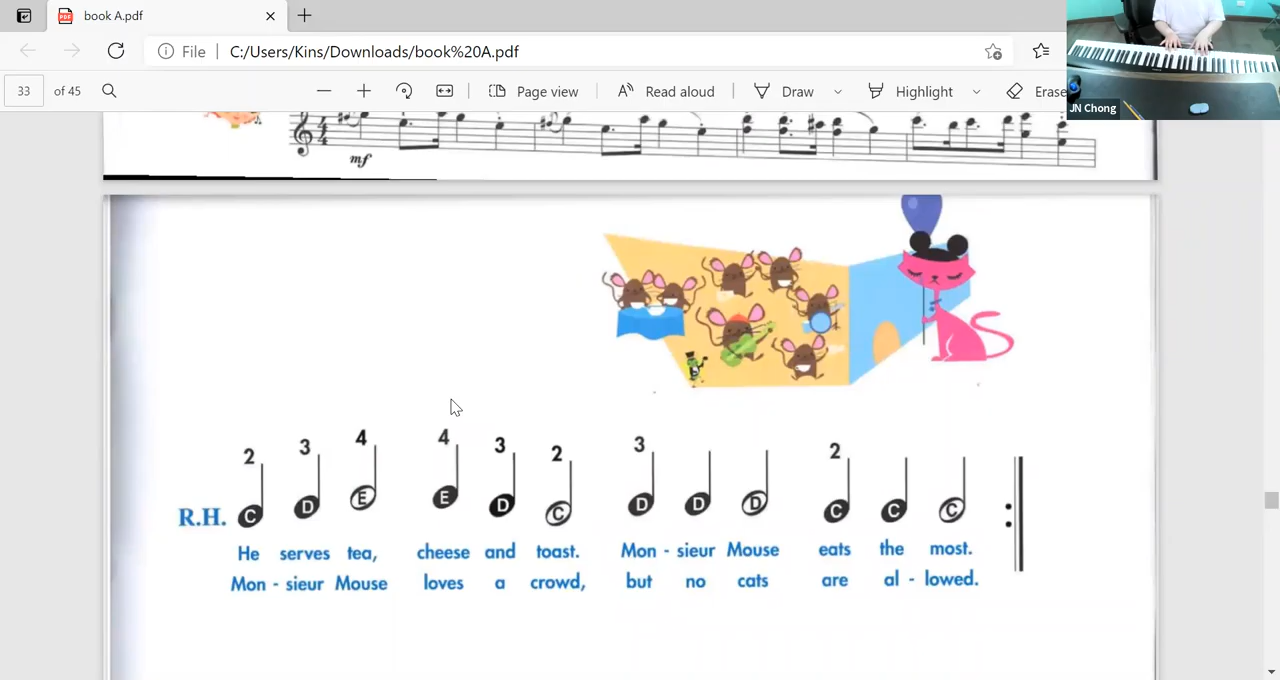 book A.pdf
File C:/Users/Kins/Downloads/book%20A.pdf
33 of 45 Page view Read aloud Draw Highlight Erase
JN Chong
mf
2 3 4 4 3 2 3 2
R.H. C D E E D C D D D C C C
He serves tea, cheese and toast. Mon - sieur Mouse eats the most.
Mon - sieur Mouse loves a crowd, but no cats are al - lowed.